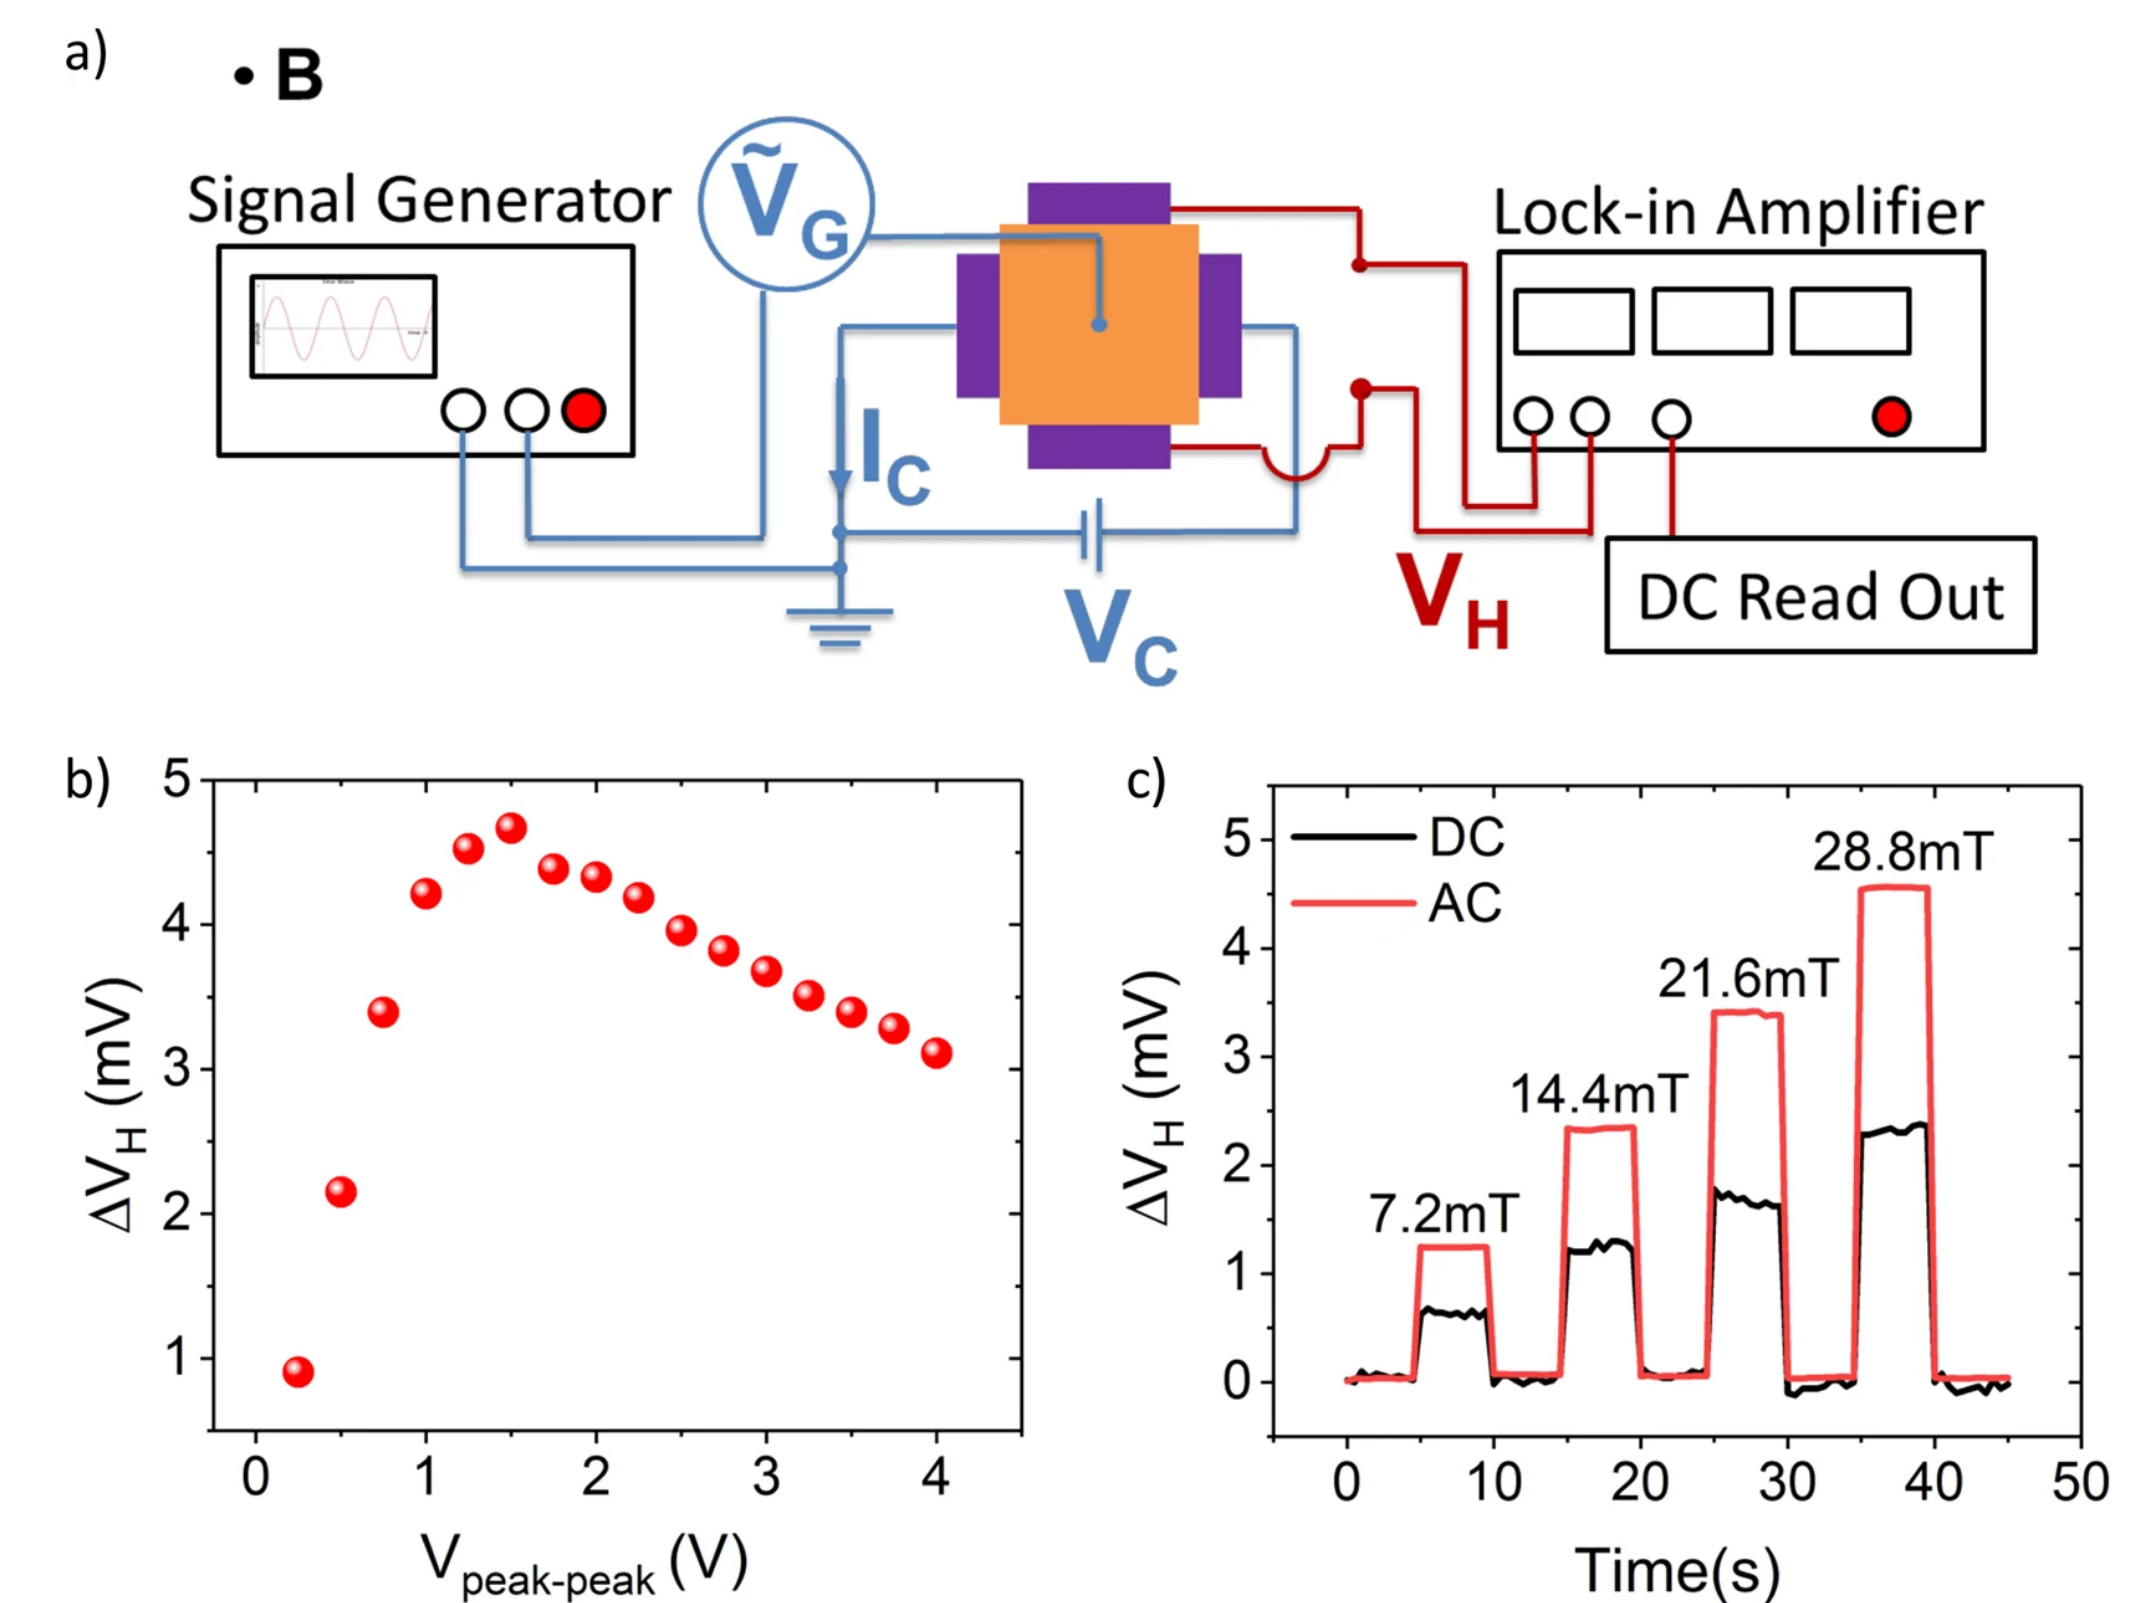 a)
• B
Signal Generator
ṼG
Lock-in Amplifier
IC
VC
VH
DC Read Out
b)
5
4
3
2
1
ΔVH (mV)
0 1 2 3 4
Vpeak-peak (V)
c)
DC
AC
5
4
3
2
1
0
ΔVH (mV)
7.2mT
14.4mT
21.6mT
28.8mT
0 10 20 30 40 50
Time(s)